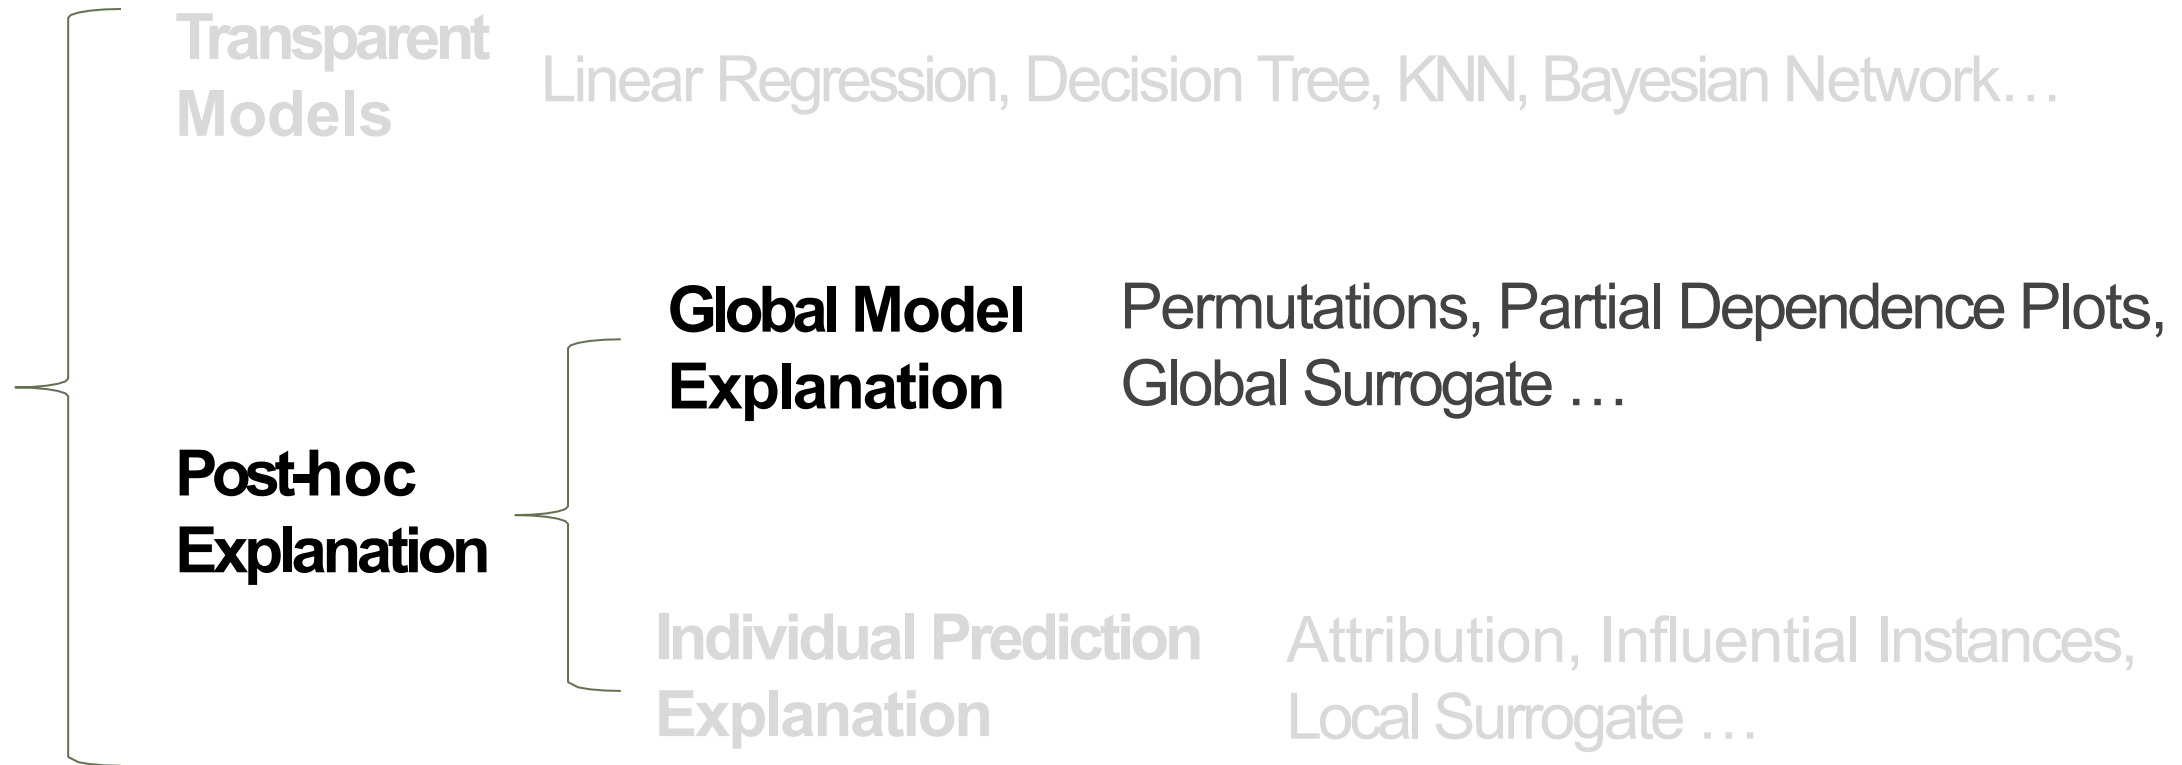 Transparent
Models
Linear Regression, Decision Tree, KNN, Bayesian Network…
Global Model
Explanation
Permutations, Partial Dependence Plots,
Global Surrogate …
Post-hoc
Explanation
Individual Prediction
Explanation
Attribution, Influential Instances,
Local Surrogate …